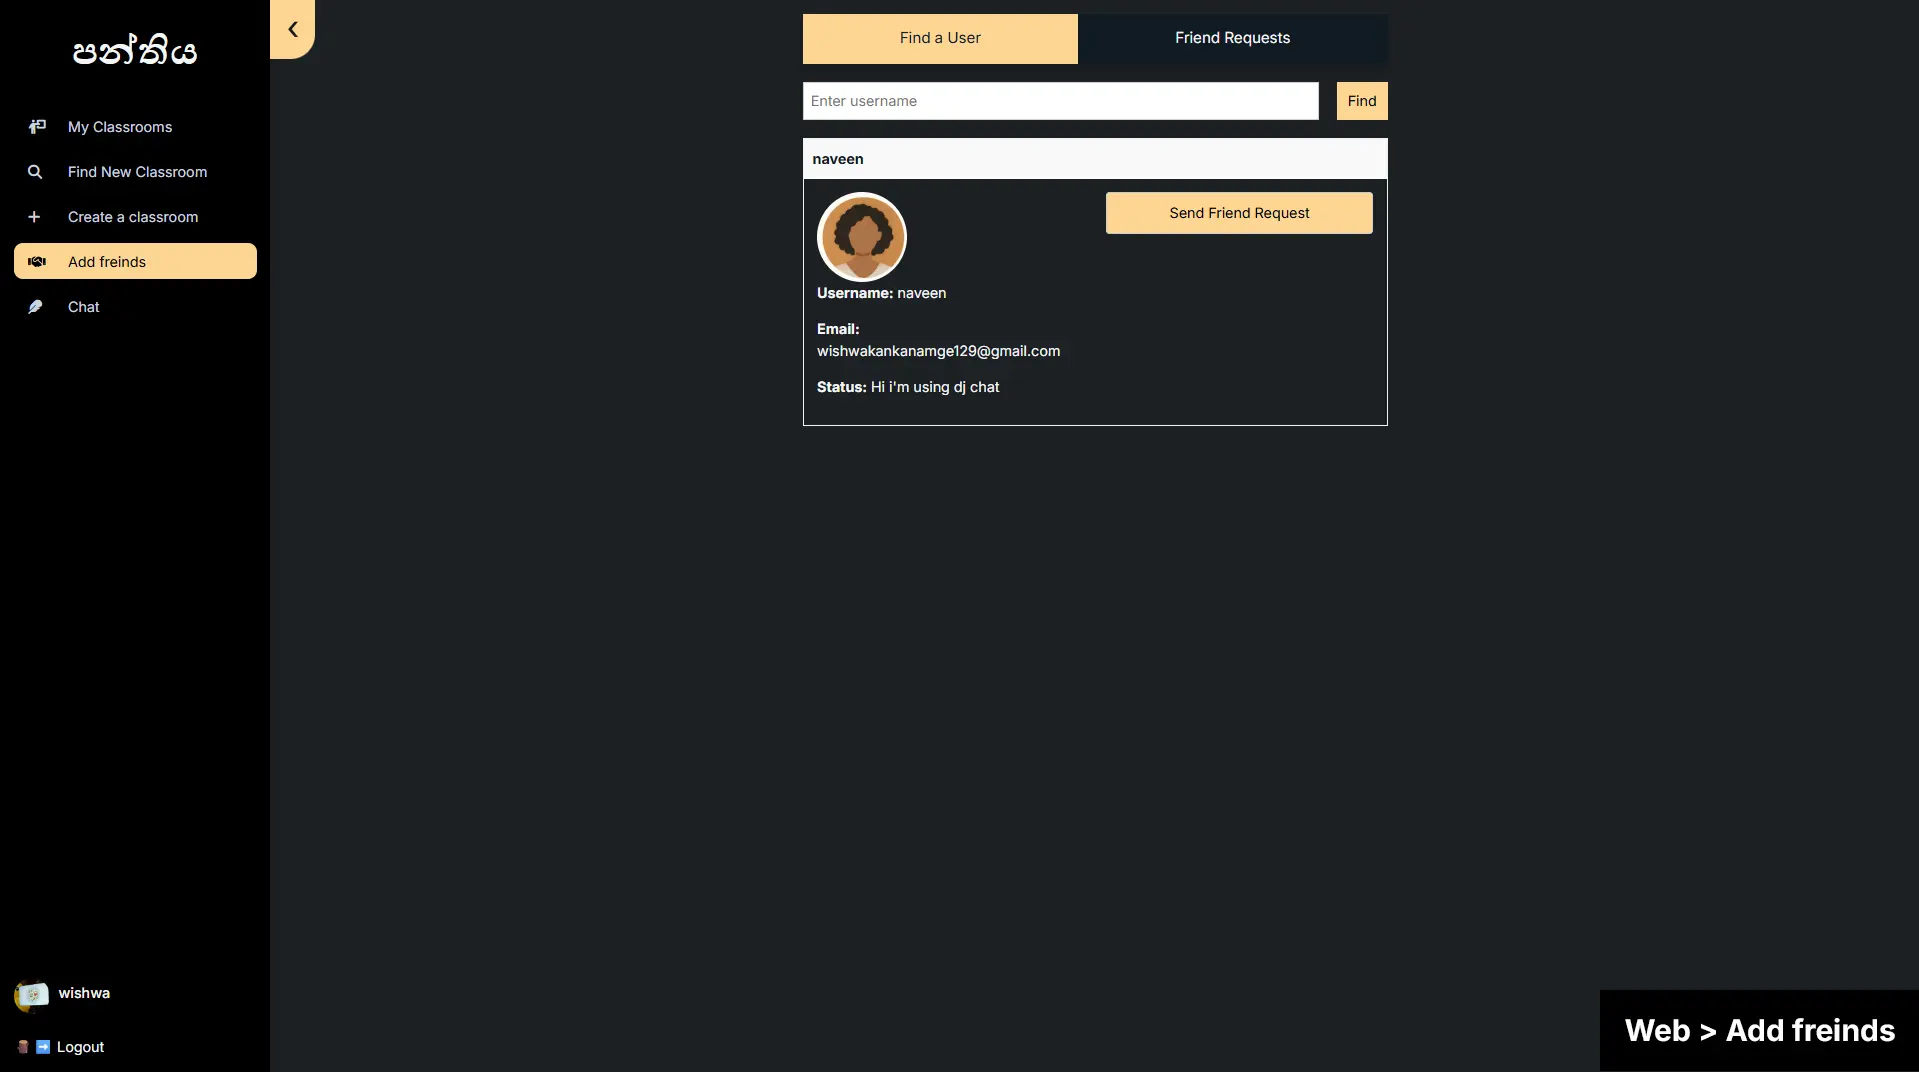 පන්තිය
My Classrooms
Find New Classroom
Create a classroom
Add freinds
Chat
wishwa
Logout
Find a User
Friend Requests
Enter username
Find
naveen
Send Friend Request
Username: naveen
Email:
wishwakankanamge129@gmail.com
Status: Hi i'm using dj chat
Web > Add freinds